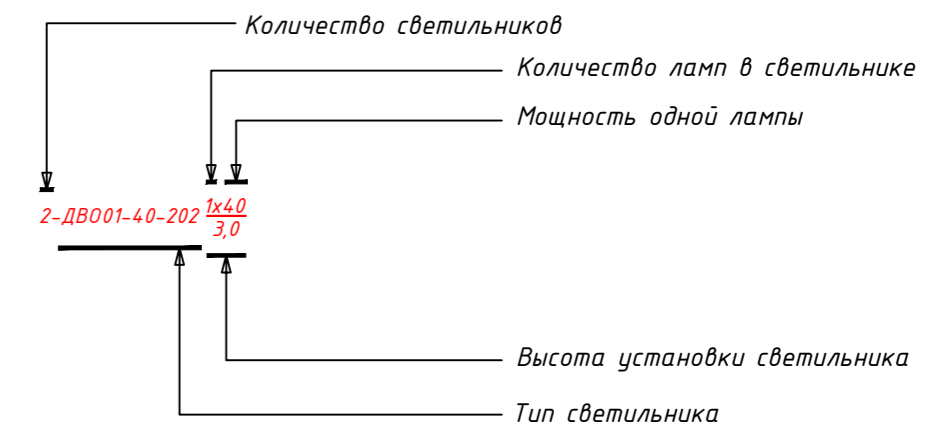 Количество светильников
Количество ламп в светильнике
Мощность одной лампы
2-ДВО01-40-202 1x40
3,0
Высота установки светильника
Тип светильника